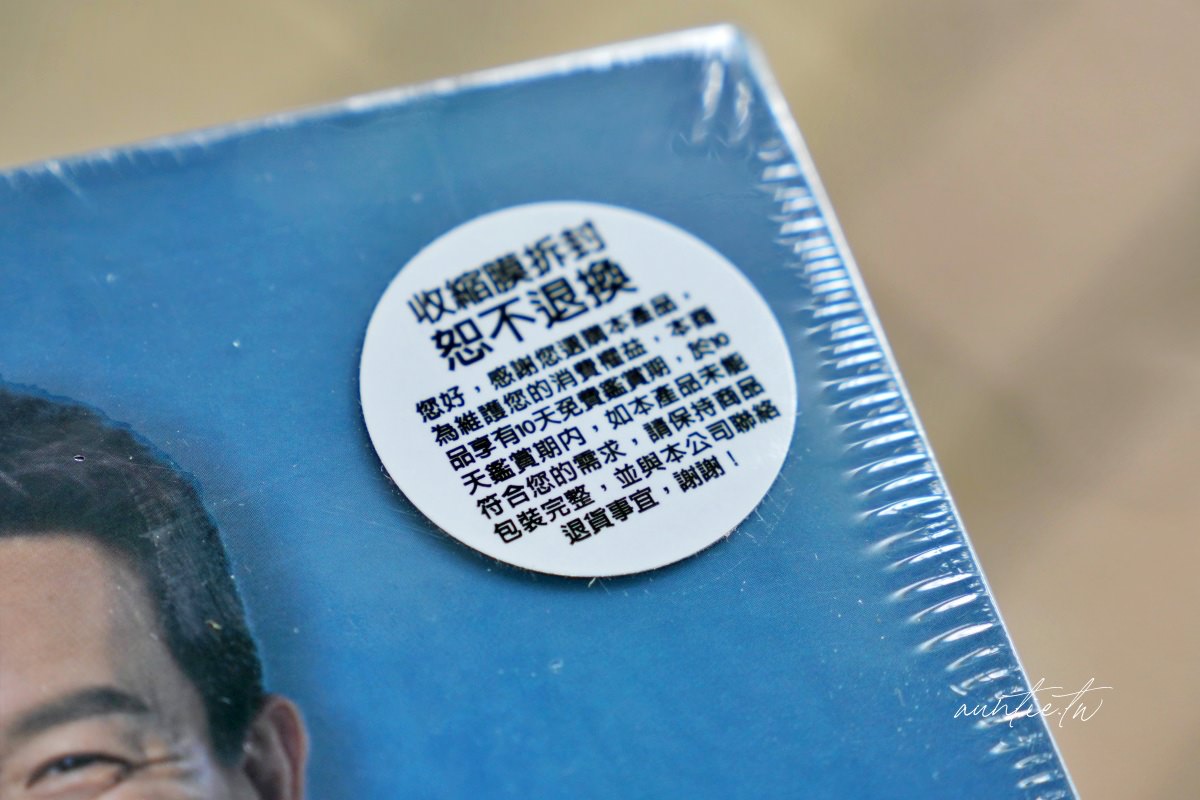 收縮膜拆封
恕不退換
您好，感謝您選購本產品，
為維護您的消費權益，本商
品享有10天免費鑑賞期，於10
天鑑賞期內，如本產品未能
符合您的需求，請保持商品
包裝完整，並與本公司聯絡
退貨事宜，謝謝！
auntie.tw